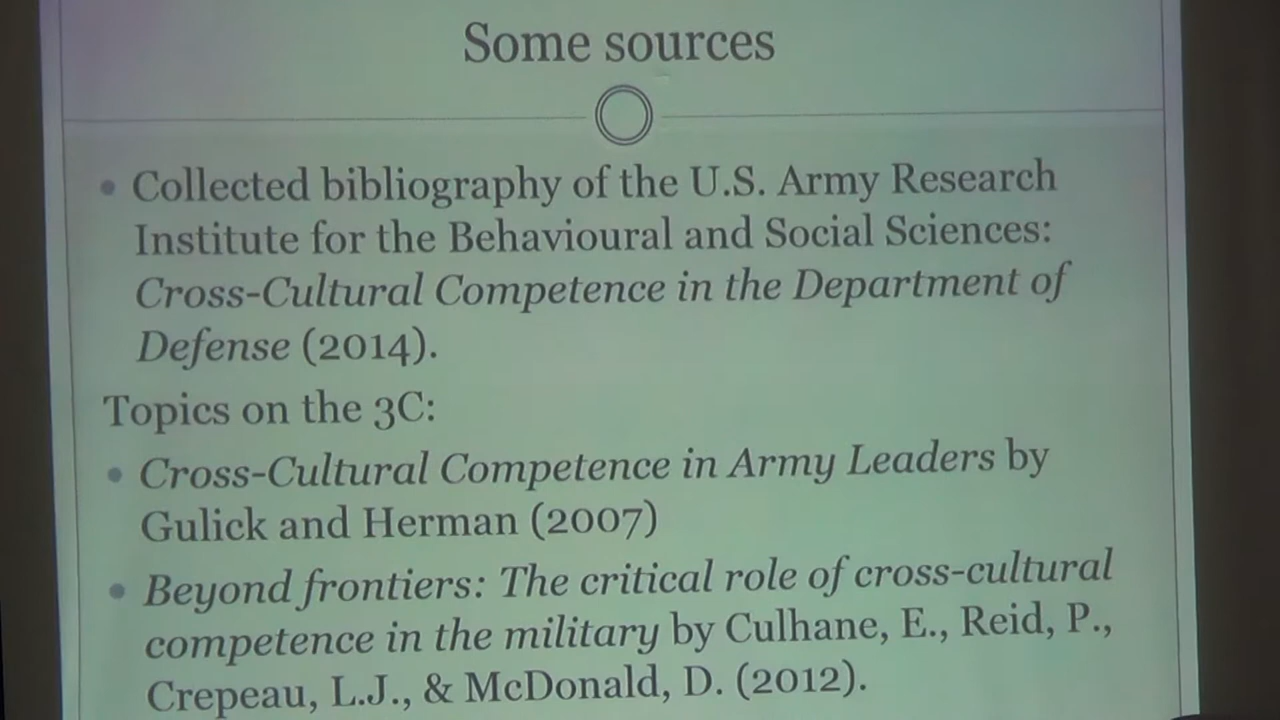 Some sources
• Collected bibliography of the U.S. Army Research
Institute for the Behavioural and Social Sciences:
Cross-Cultural Competence in the Department of
Defense (2014).
Topics on the 3C:
• Cross-Cultural Competence in Army Leaders by
Gulick and Herman (2007)
• Beyond frontiers: The critical role of cross-cultural
competence in the military by Culhane, E., Reid, P.,
Crepeau, L.J., & McDonald, D. (2012).